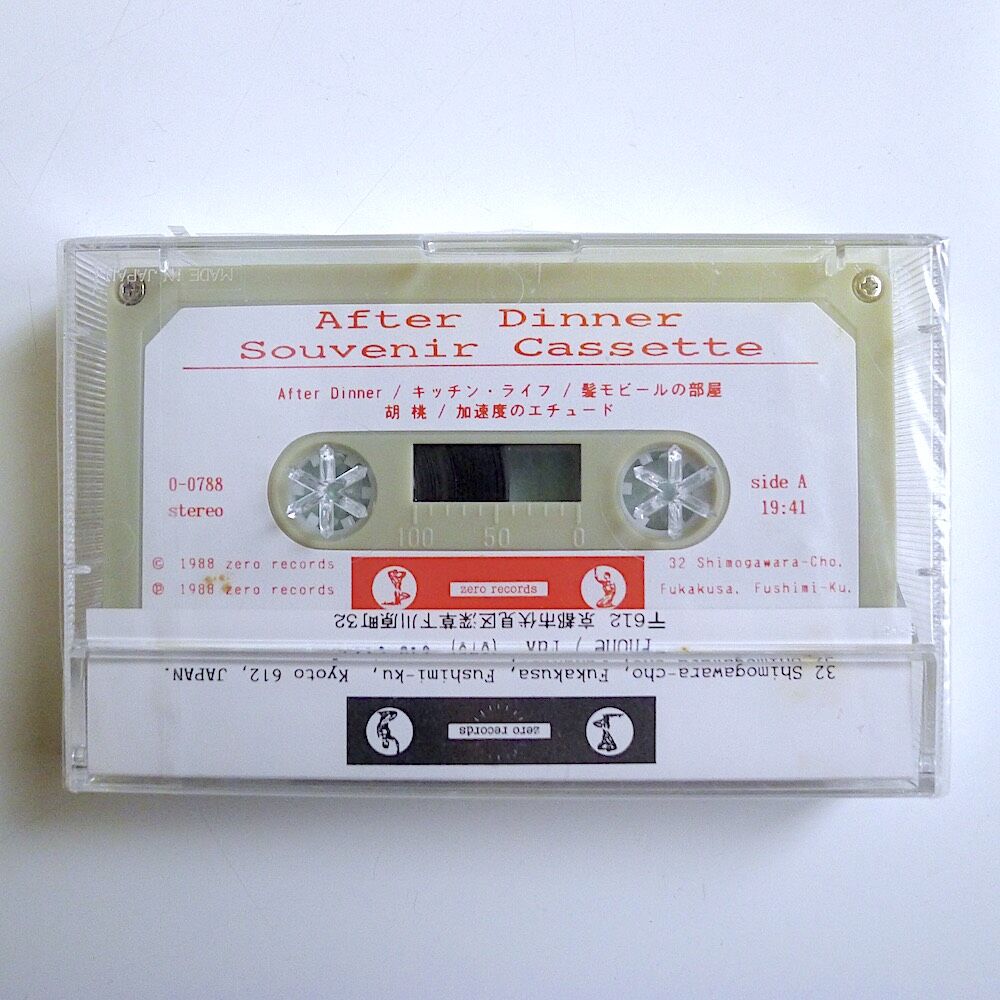 MADE IN JAPAN
After Dinner
Souvenir Cassette
After Dinner / キッチン・ライフ / 髪モビールの部屋
胡 桃 / 加速度のエチュード
0-0788
stereo
side A
19:41
100 50 0
© 1988 zero records
℗ 1988 zero records
zero records
32 Shimogawara-Cho,
Fukakusa, Fushimi-Ku.
〒612 京都市伏見区深草下川原町32
Phone / Fax
32 Shimogawara-cho, Fukakusa, Fushimi-ku, Kyoto 612, JAPAN.
zero records